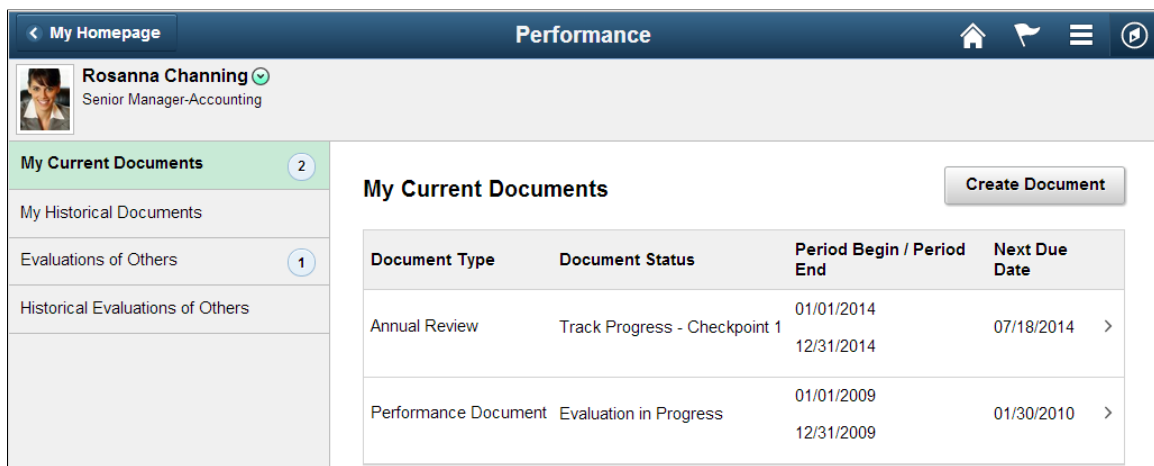 My Homepage
Performance
Rosanna Channing
Senior Manager-Accounting
My Current Documents 2
My Historical Documents
Evaluations of Others 1
Historical Evaluations of Others
My Current Documents
Create Document
Document Type Document Status Period Begin / Period End Next Due Date
Annual Review Track Progress - Checkpoint 1 01/01/2014 12/31/2014 07/18/2014
Performance Document Evaluation in Progress 01/01/2009 12/31/2009 01/30/2010